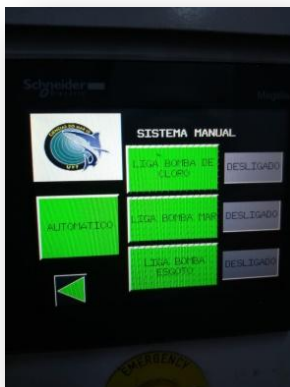 Schneider
SISTEMA MANUAL
LIGA BOMBA DE
CLORO
DESLIGADO
AUTOMATICO
LIGA BOMBA MAR
DESLIGADO
LIGA BOMBA
ESGOTO
DESLIGADO
EMERGENCY